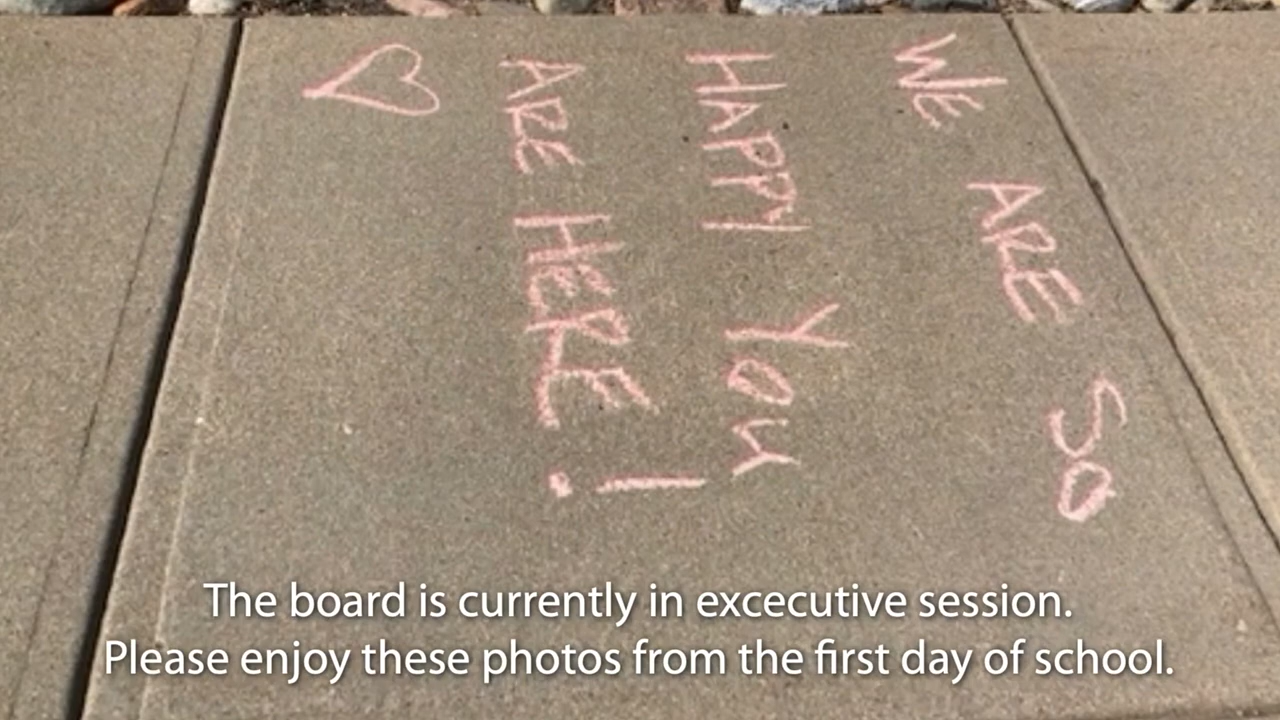 WE ARE SO
HAPPY YOU
ARE HERE!
The board is currently in excecutive session.
Please enjoy these photos from the first day of school.